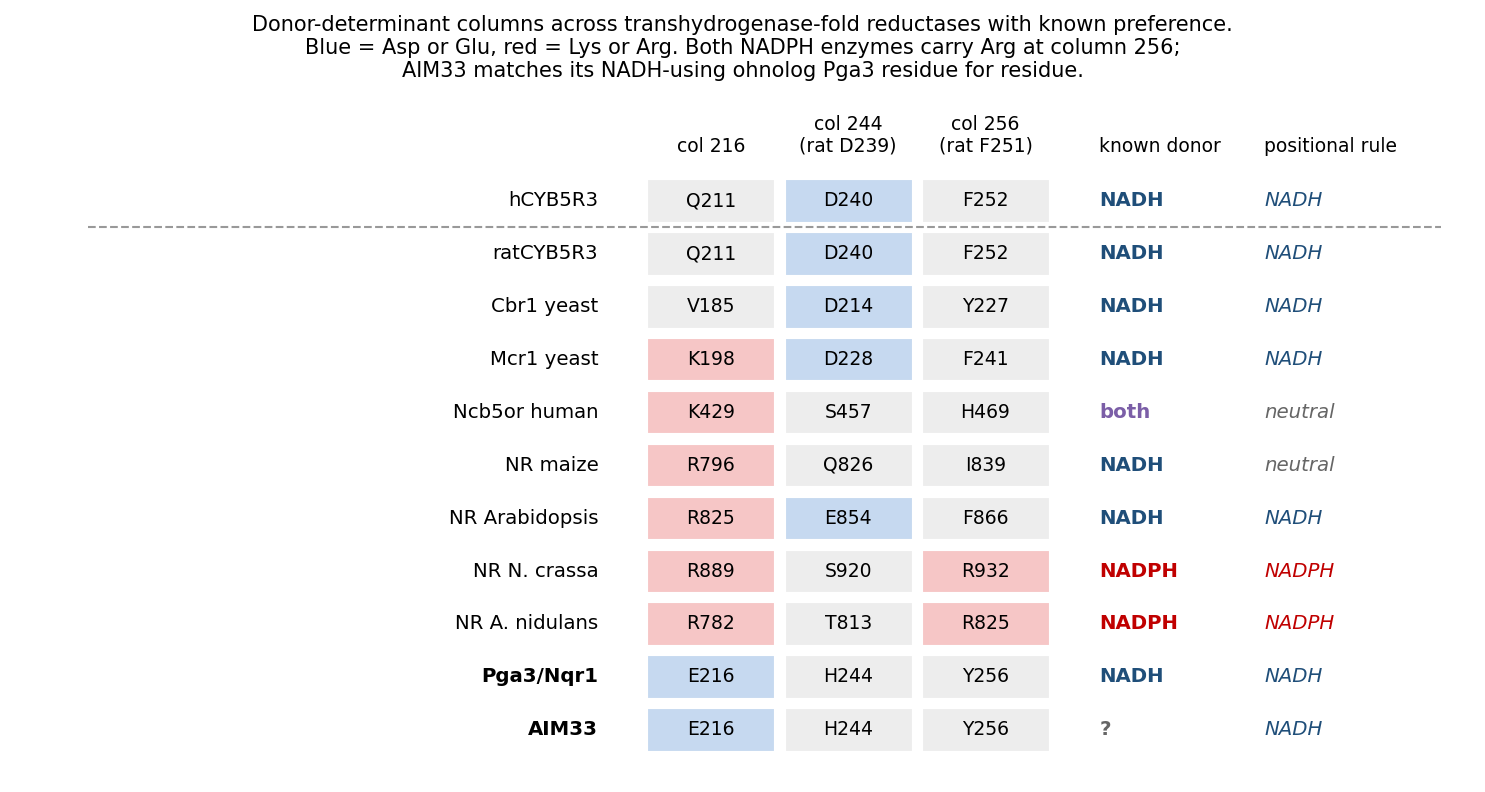 Donor-determinant columns across transhydrogenase-fold reductases with known preference.
Blue = Asp or Glu, red = Lys or Arg. Both NADPH enzymes carry Arg at column 256;
AIM33 matches its NADH-using ohnolog Pga3 residue for residue.
col 216 col 244 (rat D239) col 256 (rat F251) known donor positional rule
hCYB5R3 Q211 D240 F252 NADH NADH
ratCYB5R3 Q211 D240 F252 NADH NADH
Cbr1 yeast V185 D214 Y227 NADH NADH
Mcr1 yeast K198 D228 F241 NADH NADH
Ncb5or human K429 S457 H469 both neutral
NR maize R796 Q826 I839 NADH neutral
NR Arabidopsis R825 E854 F866 NADH NADH
NR N. crassa R889 S920 R932 NADPH NADPH
NR A. nidulans R782 T813 R825 NADPH NADPH
Pga3/Nqr1 E216 H244 Y256 NADH NADH
AIM33 E216 H244 Y256 ? NADH